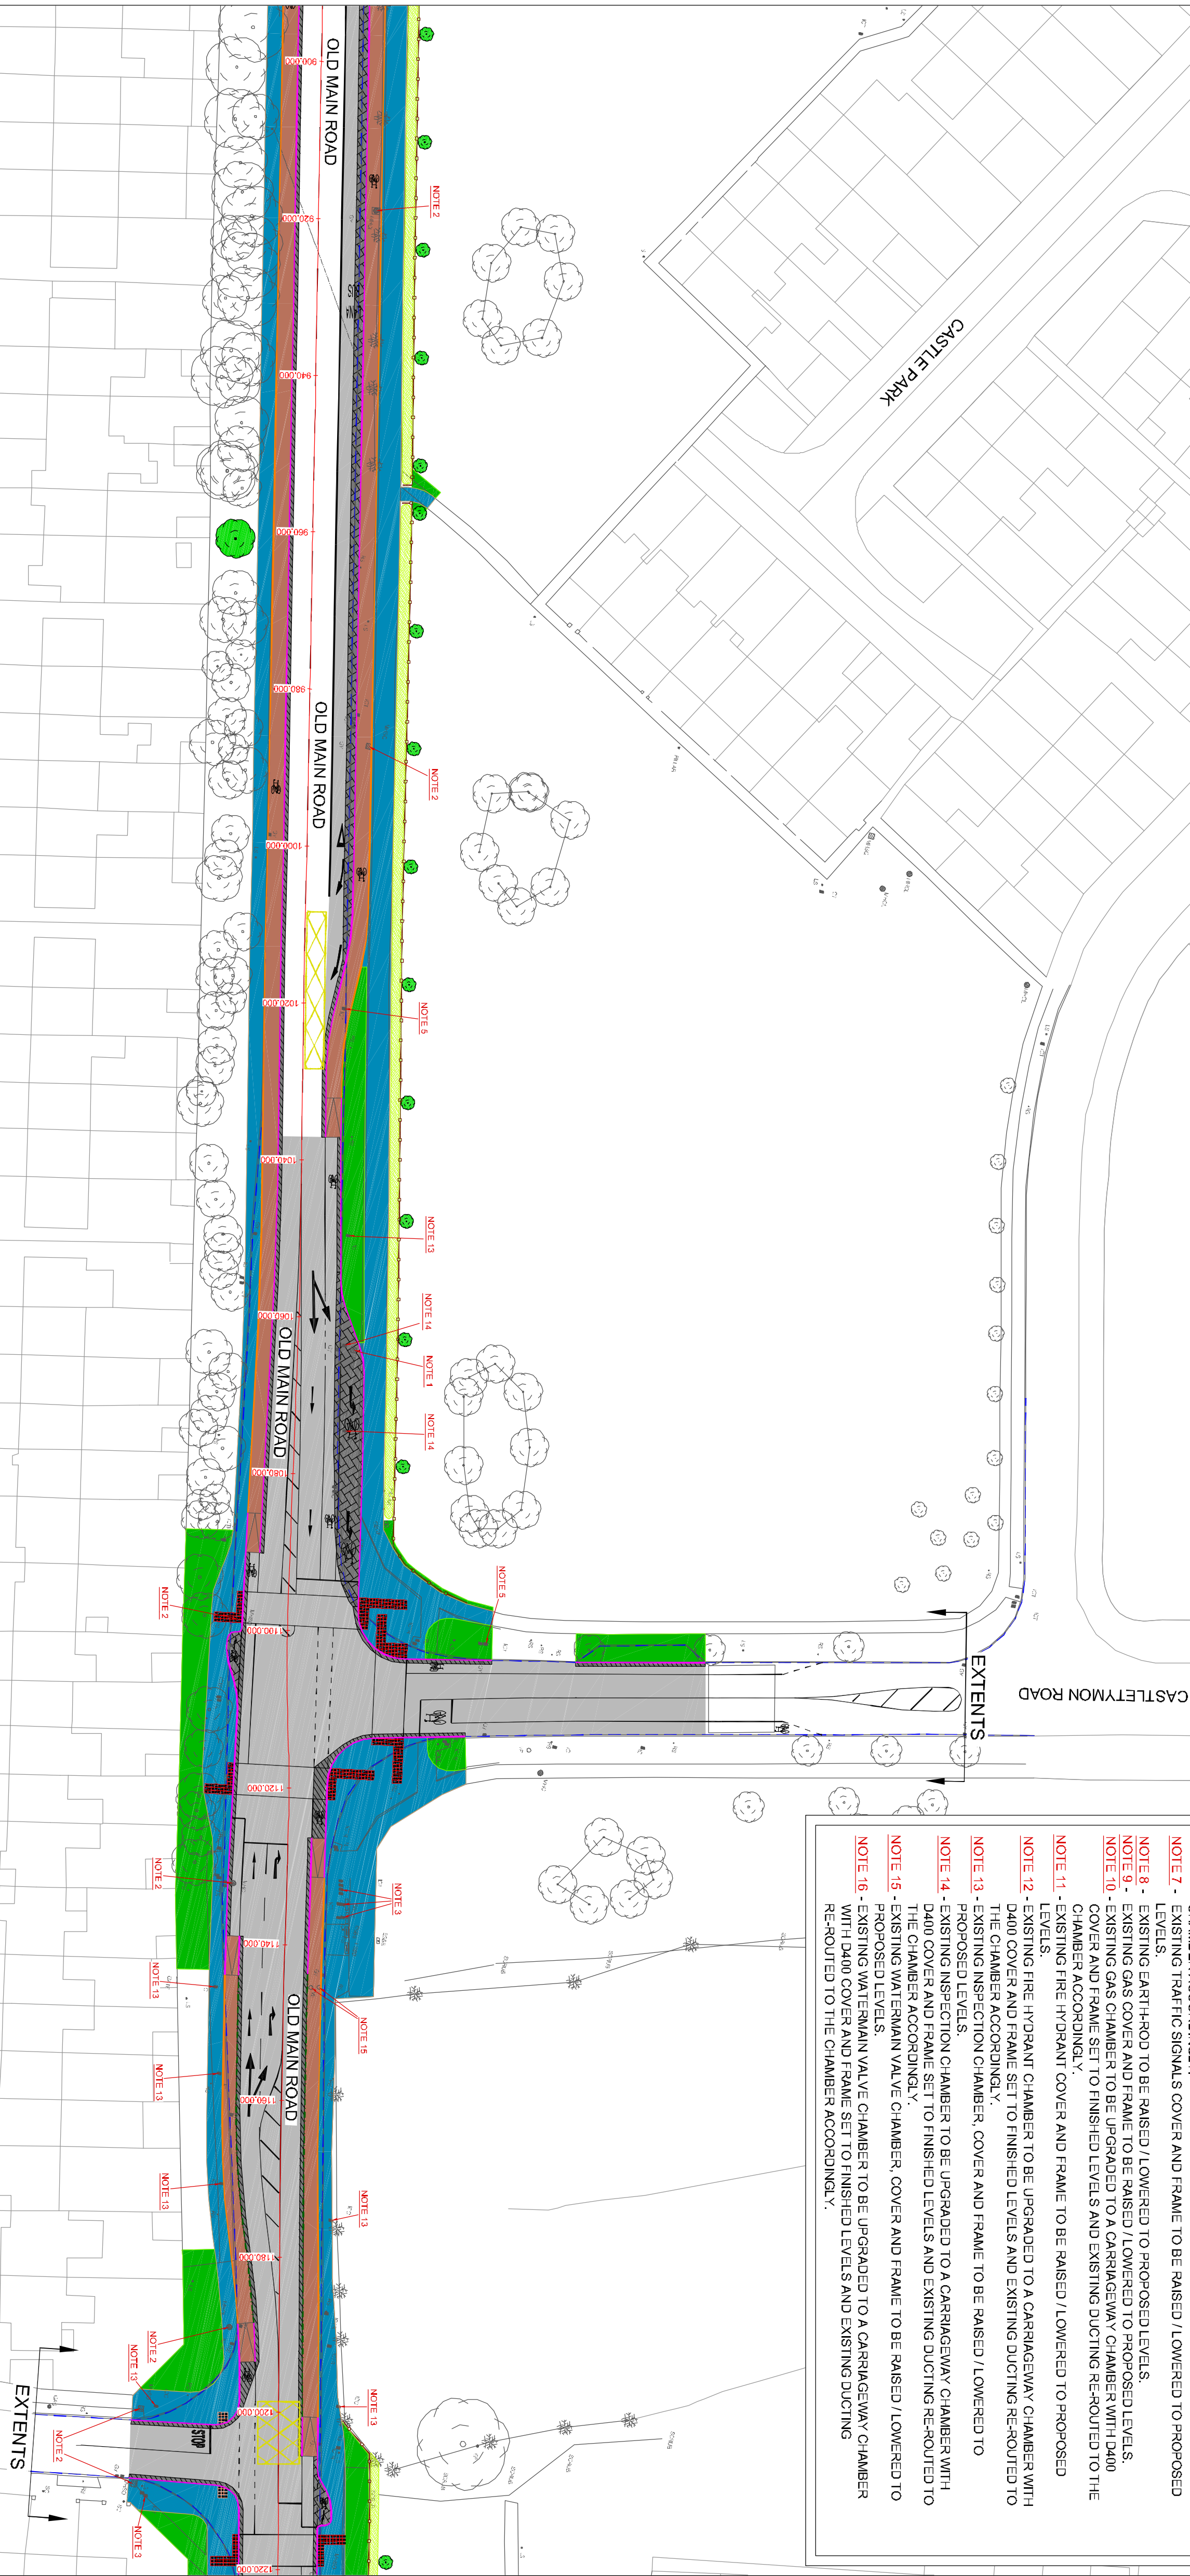 NOTE 7 - EXISTING TRAFFIC SIGNALS COVER AND FRAME TO BE RAISED / LOWERED TO PROPOSED
LEVELS.
NOTE 8 - EXISTING EARTH-ROD TO BE RAISED / LOWERED TO PROPOSED LEVELS.
NOTE 9 - EXISTING GAS COVER AND FRAME TO BE RAISED / LOWERED TO PROPOSED LEVELS.
NOTE 10 - EXISTING GAS CHAMBER TO BE UPGRADED TO A CARRIAGEWAY CHAMBER WITH D400
COVER AND FRAME SET TO FINISHED LEVELS AND EXISTING DUCTING RE-ROUTED TO THE
CHAMBER ACCORDINGLY.
NOTE 11 - EXISTING FIRE HYDRANT COVER AND FRAME TO BE RAISED / LOWERED TO PROPOSED
LEVELS.
NOTE 12 - EXISTING FIRE HYDRANT CHAMBER TO BE UPGRADED TO A CARRIAGEWAY CHAMBER WITH
D400 COVER AND FRAME SET TO FINISHED LEVELS AND EXISTING DUCTING RE-ROUTED TO
THE CHAMBER ACCORDINGLY.
NOTE 13 - EXISTING INSPECTION CHAMBER, COVER AND FRAME TO BE RAISED / LOWERED TO
PROPOSED LEVELS.
NOTE 14 - EXISTING INSPECTION CHAMBER TO BE UPGRADED TO A CARRIAGEWAY CHAMBER WITH
D400 COVER AND FRAME SET TO FINISHED LEVELS AND EXISTING DUCTING RE-ROUTED TO
THE CHAMBER ACCORDINGLY.
NOTE 15 - EXISTING WATERMAIN VALVE CHAMBER, COVER AND FRAME TO BE RAISED / LOWERED TO
PROPOSED LEVELS.
NOTE 16 - EXISTING WATERMAIN VALVE CHAMBER TO BE UPGRADED TO A CARRIAGEWAY CHAMBER
WITH D400 COVER AND FRAME SET TO FINISHED LEVELS AND EXISTING DUCTING
RE-ROUTED TO THE CHAMBER ACCORDINGLY.
CASTLE PARK
CASTLETYMON ROAD
EXTENTS
NOTE 2
NOTE 2
NOTE 5
NOTE 13
NOTE 14
NOTE 1
NOTE 14
NOTE 5
NOTE 3
NOTE 15
NOTE 13
NOTE 13
OLD MAIN ROAD
OLD MAIN ROAD
OLD MAIN ROAD
OLD MAIN ROAD
900.000
920.000
940.000
960.000
980.000
1000.000
1020.000
1040.000
1060.000
1080.000
1100.000
1120.000
1140.000
1160.000
1180.000
1200.000
1220.000
NOTE 2
NOTE 2
NOTE 13
NOTE 13
NOTE 13
NOTE 2
NOTE 13
NOTE 2
NOTE 3
STOP
EXTENTS